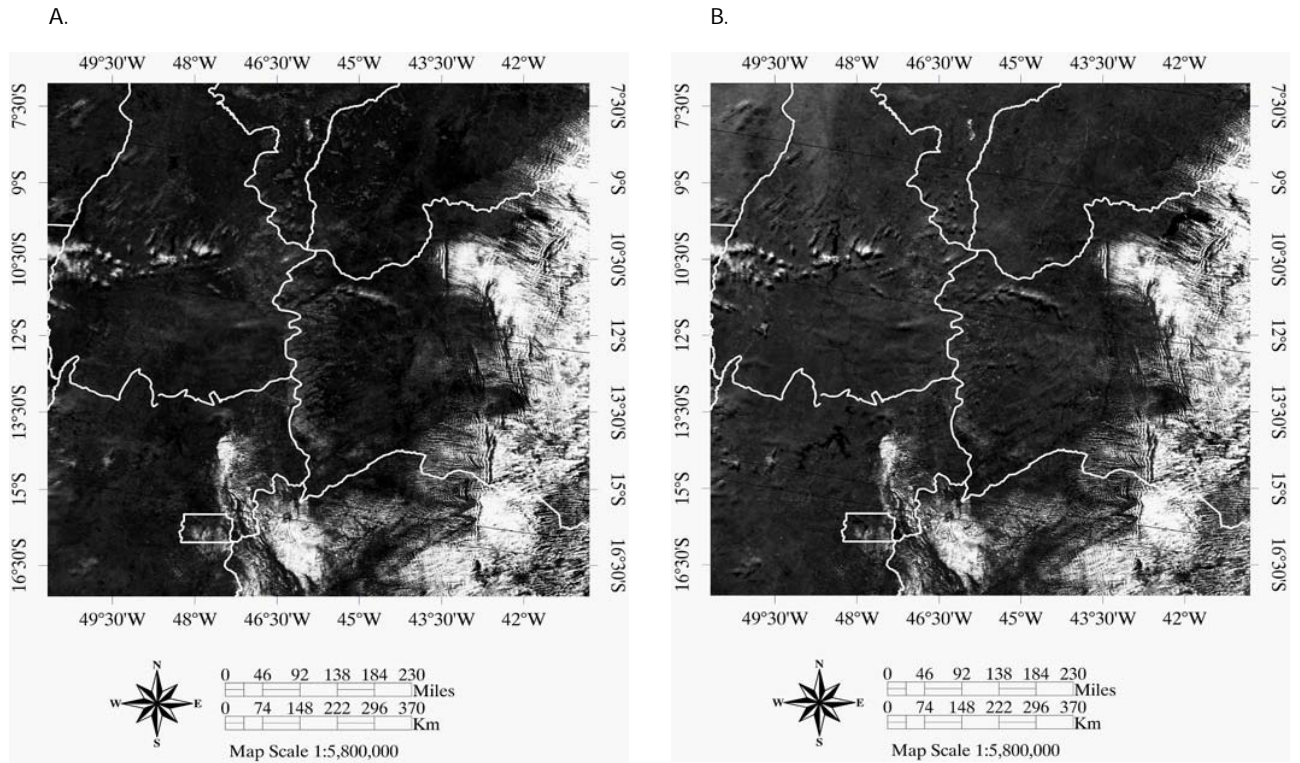 A. B.
49°30'W 48°W 46°30'W 45°W 43°30'W 42°W
49°30'W 48°W 46°30'W 45°W 43°30'W 42°W
7°30'S 7°30'S 7°30'S 7°30'S
9°S 9°S 9°S 9°S
10°30'S 10°30'S 10°30'S 10°30'S
12°S 12°S 12°S 12°S
13°30'S 13°30'S 13°30'S 13°30'S
15°S 15°S 15°S 15°S
16°30'S 16°30'S 16°30'S 16°30'S
49°30'W 48°W 46°30'W 45°W 43°30'W 42°W
49°30'W 48°W 46°30'W 45°W 43°30'W 42°W
N
W E
S
0 46 92 138 184 230
Miles
0 74 148 222 296 370
Km
Map Scale 1:5,800,000
N
W E
S
0 46 92 138 184 230
Miles
0 74 148 222 296 370
Km
Map Scale 1:5,800,000